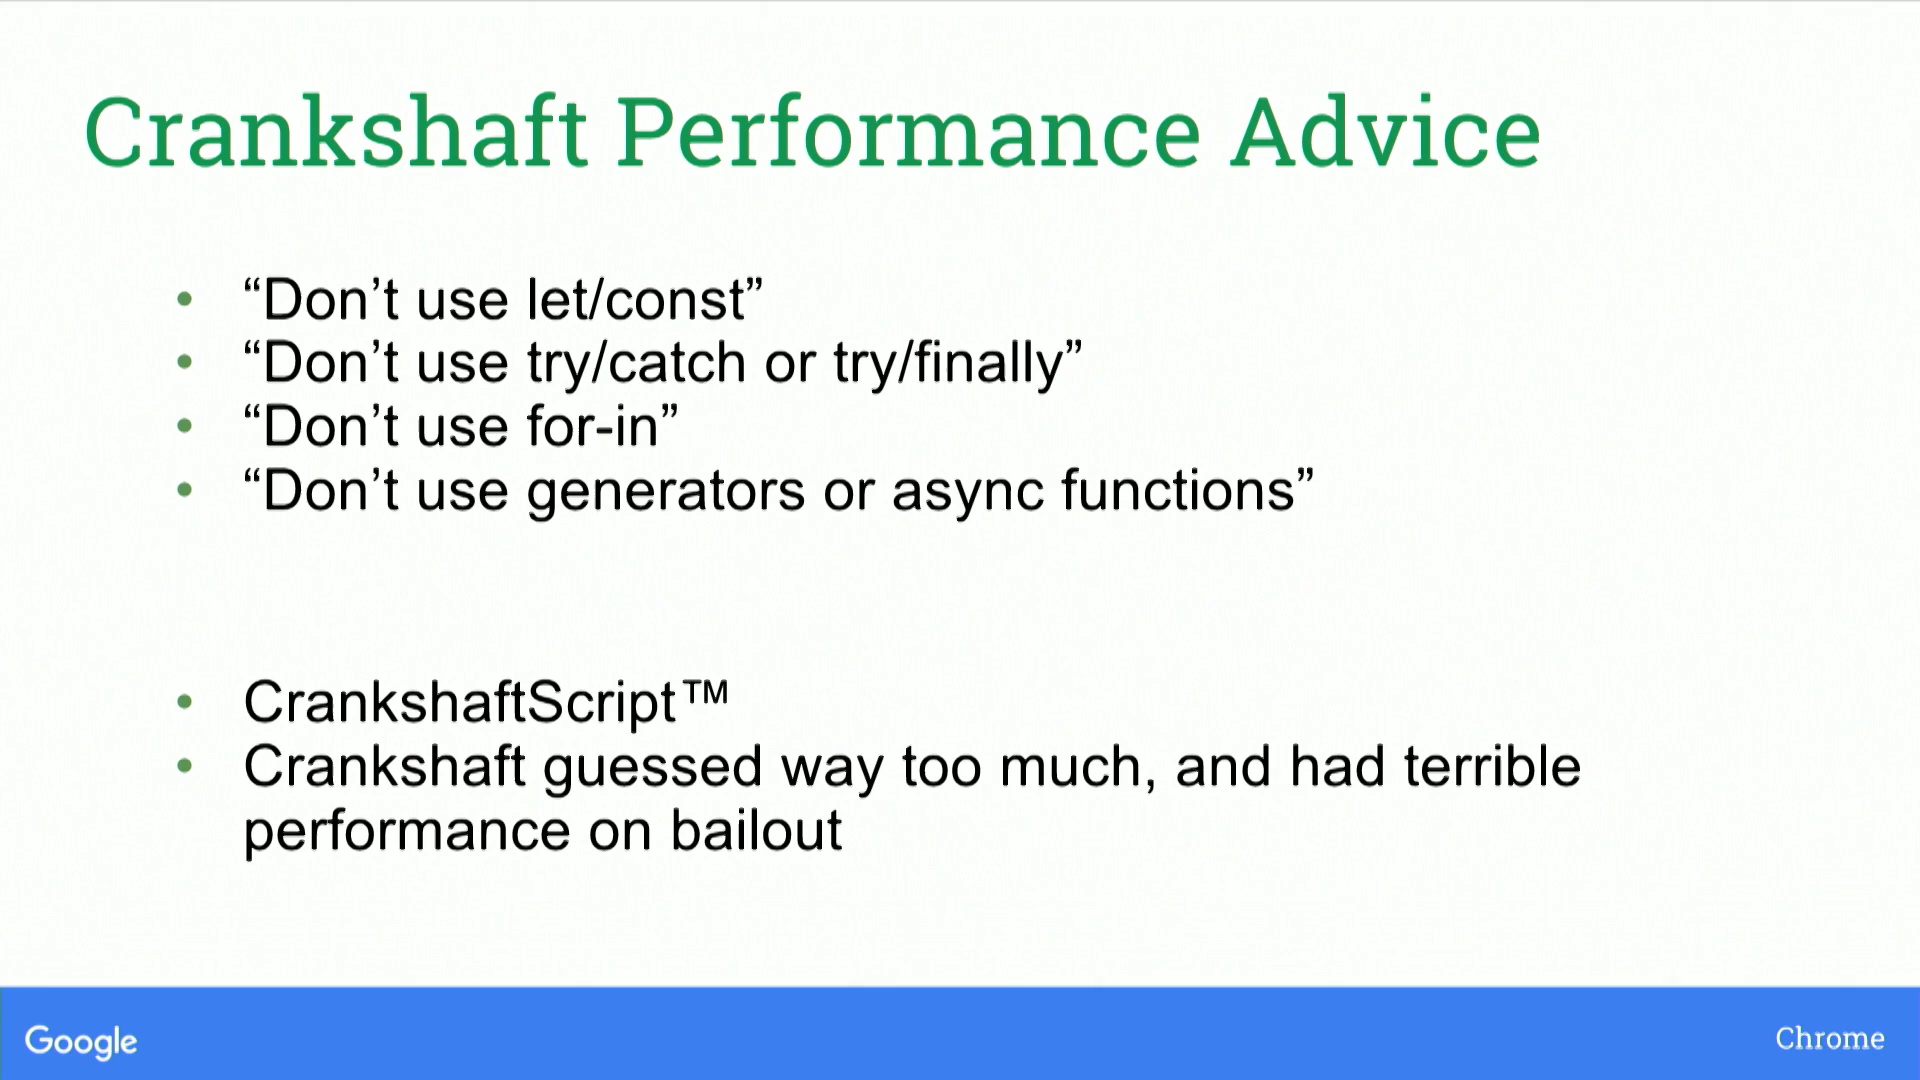 Crankshaft Performance Advice
“Don’t use let/const”
“Don’t use try/catch or try/finally”
“Don’t use for-in”
“Don’t use generators or async functions”
CrankshaftScript™
Crankshaft guessed way too much, and had terrible
performance on bailout
Google
Chrome